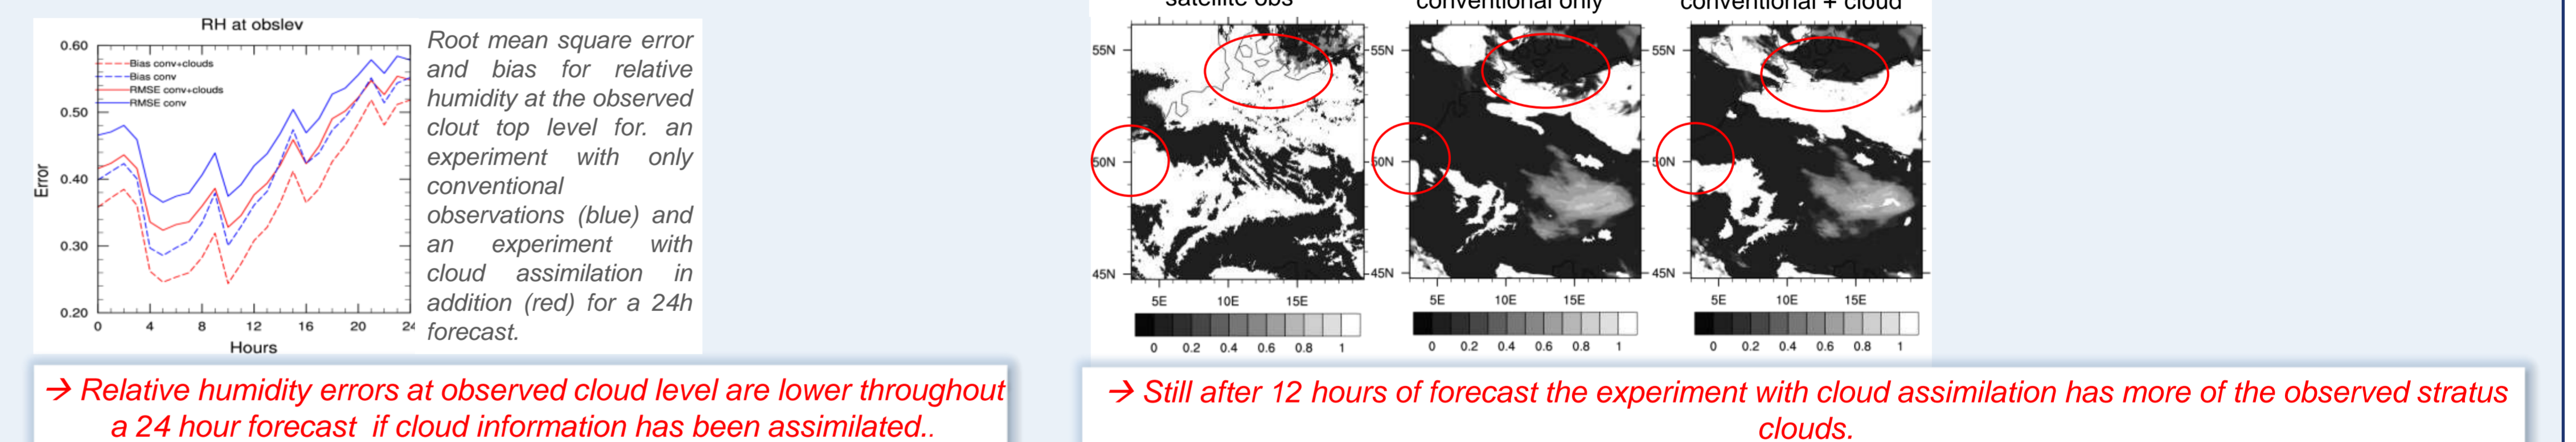 RH at obslev
0.60
0.50
0.40
0.30
0.20
Error
Bias conv+clouds
Bias conv
RMSE conv+clouds
RMSE conv
0 4 8 12 16 20 24
Hours
Root mean square error
and bias for relative
humidity at the observed
clout top level for. an
experiment with only
conventional
observations (blue) and
an experiment with
cloud assimilation in
addition (red) for a 24h
forecast.
→ Relative humidity errors at observed cloud level are lower throughout
a 24 hour forecast if cloud information has been assimilated..
satellite obs
55N
50N
45N
5E 10E 15E
0 0.2 0.4 0.6 0.8 1
conventional only
55N
50N
45N
5E 10E 15E
0 0.2 0.4 0.6 0.8 1
conventional + cloud
55N
50N
45N
5E 10E 15E
0 0.2 0.4 0.6 0.8 1
→ Still after 12 hours of forecast the experiment with cloud assimilation has more of the observed stratus
clouds.